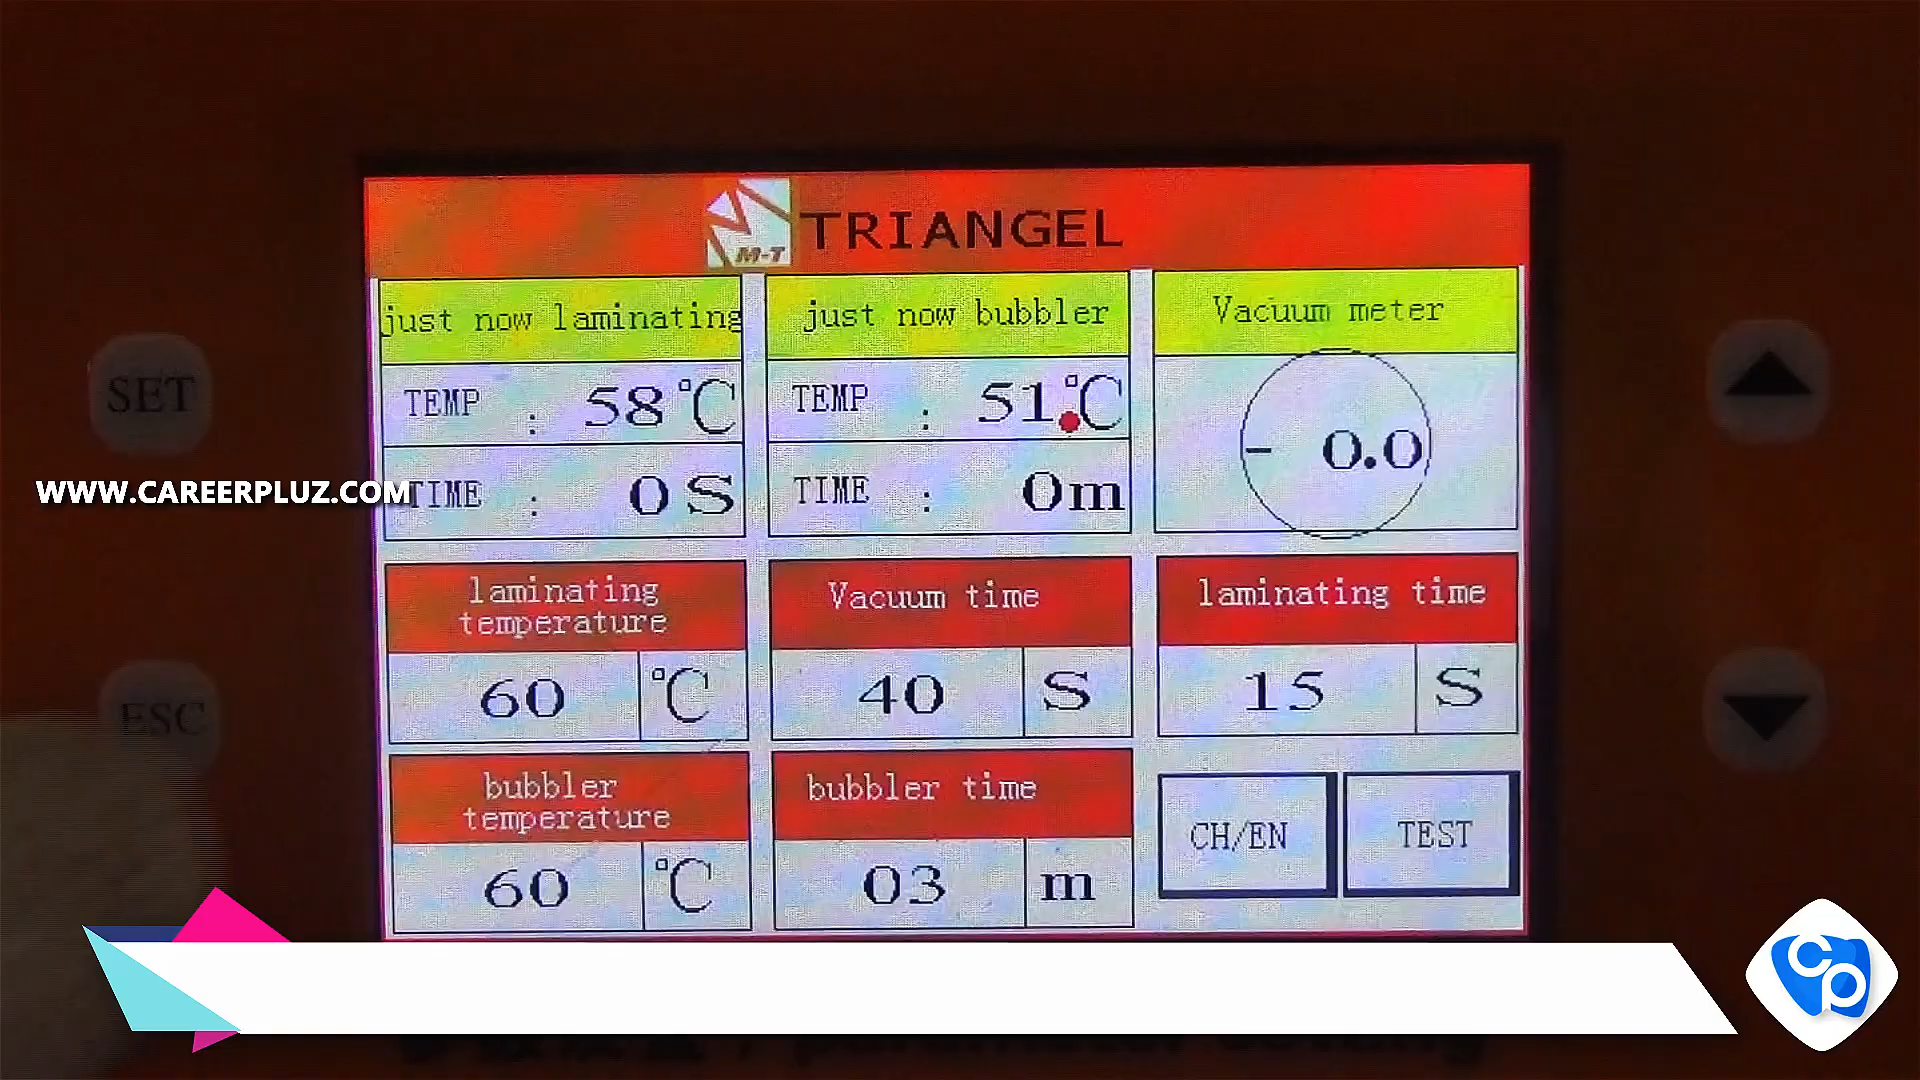 M-T TRIANGEL
just now laminating
just now bubbler
Vacuum meter
TEMP : 58 °C
TEMP : 51 °C
- 0.0
TIME : 0 S
TIME : 0m
SET
WWW.CAREERPLUZ.COM
laminating
temperature
Vacuum time
laminating time
60 °C
40 S
15 S
ESC
bubbler
temperature
bubbler time
CH/EN
TEST
60 °C
03 m
cp